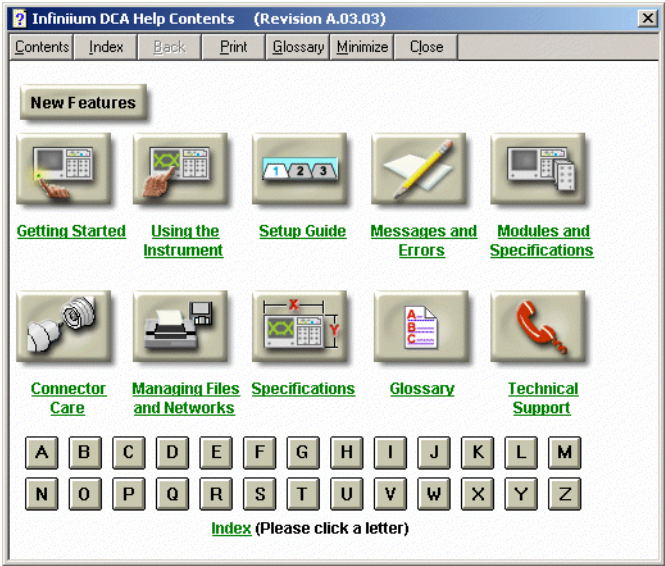 Infiniium DCA Help Contents (Revision A.03.03)
Contents Index Back Print Glossary Minimize Close
New Features
1 2 3
Getting Started
Using the
Instrument
Setup Guide
Messages and
Errors
Modules and
Specifications
X
Y
A
B
C
Connector
Care
Managing Files
and Networks
Specifications
Glossary
Technical
Support
A B C D E F G H I J K L M
N O P Q R S T U V W X Y Z
Index (Please click a letter)